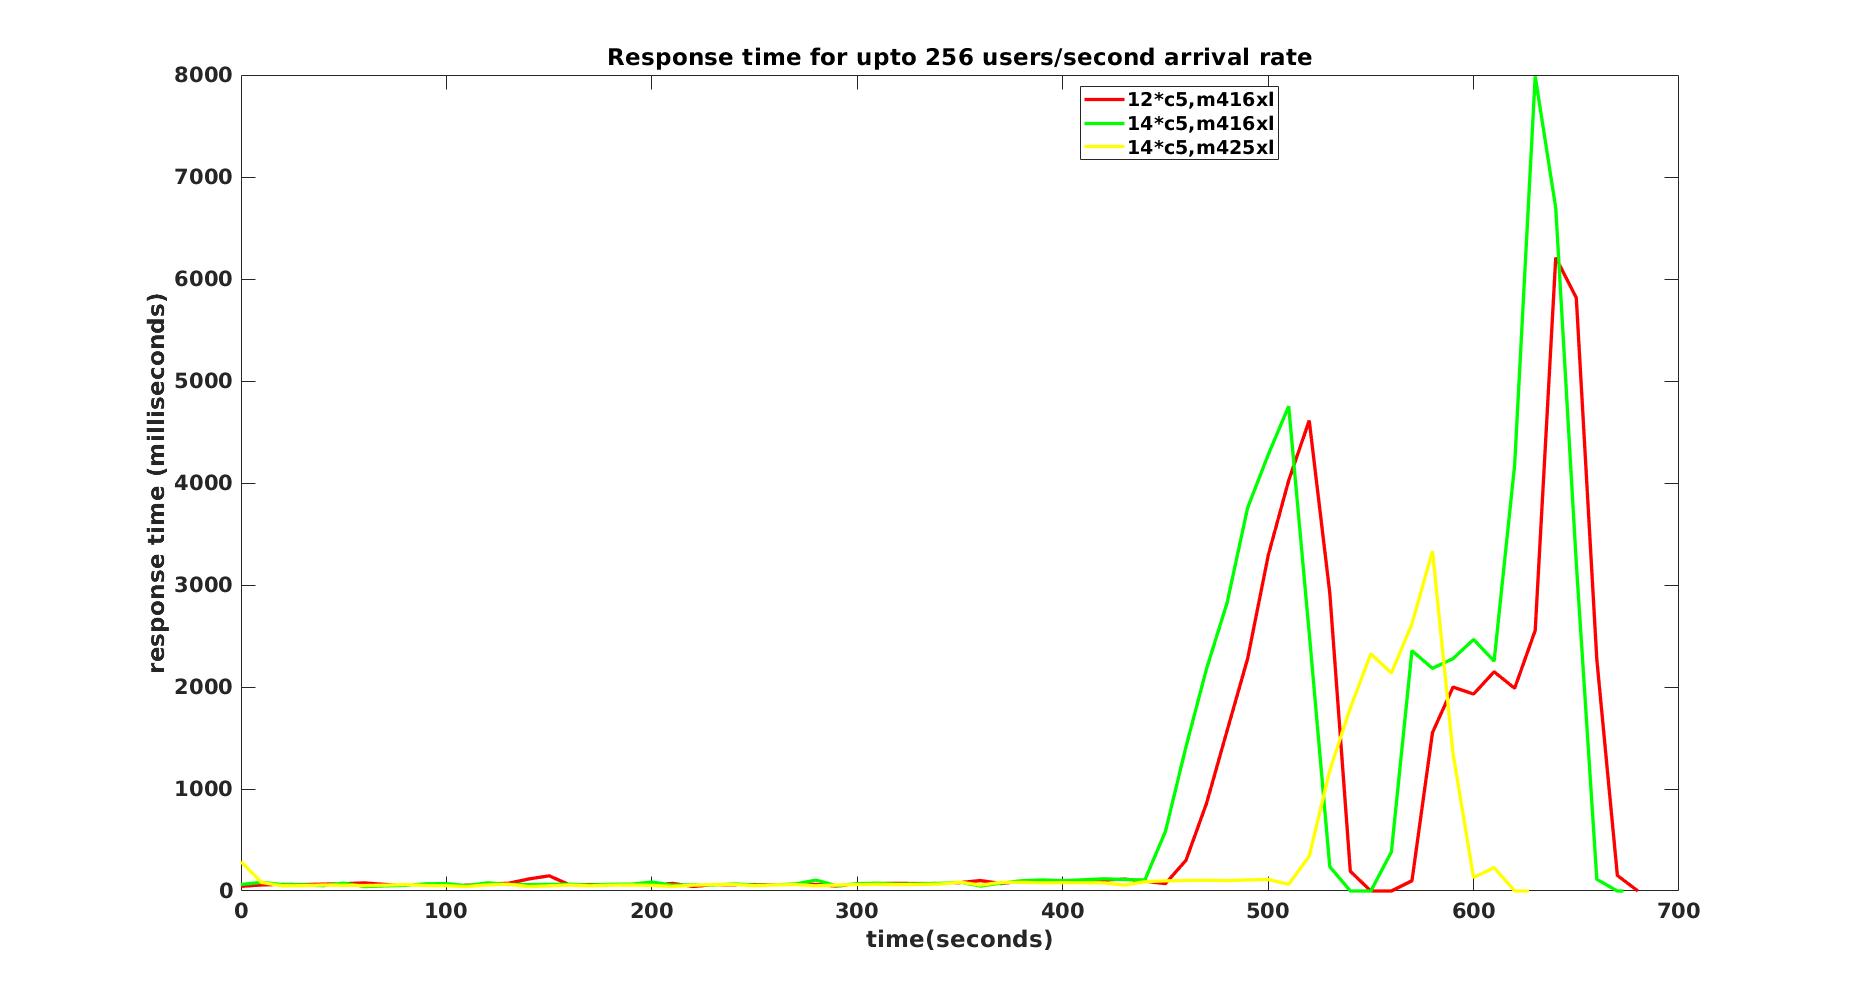 Response time for upto 256 users/second arrival rate
12*c5,m416xl
14*c5,m416xl
14*c5,m425xl
response time (milliseconds)
8000
7000
6000
5000
4000
3000
2000
1000
0
0 100 200 300 400 500 600 700
time(seconds)